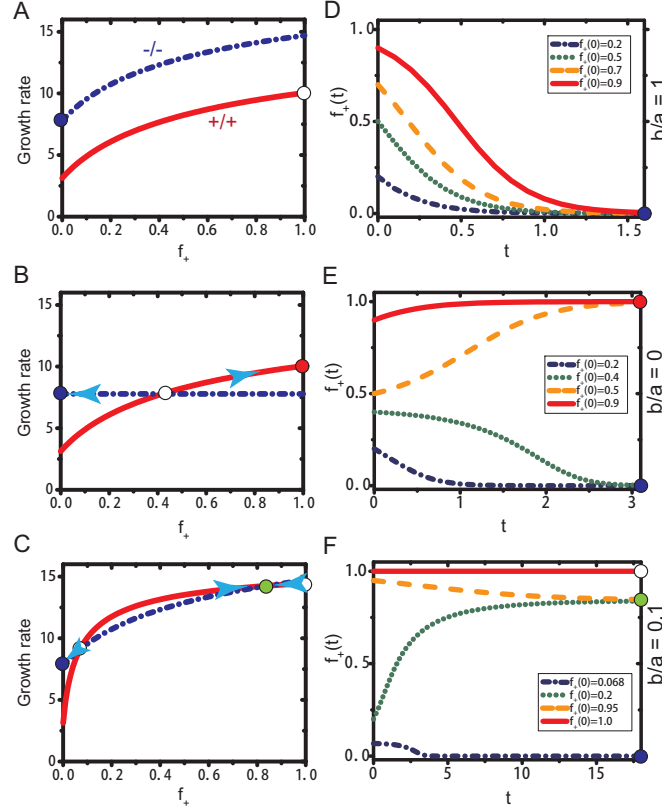 A
Growth rate
15
10
5
0
-/-
+/+
0.0 0.2 0.4 0.6 0.8 1.0
f+
D
f+(t)
1.0
0.5
0.0
f+(0)=0.2
f+(0)=0.5
f+(0)=0.7
f+(0)=0.9
0.0 0.5 1.0 1.5
t
b/a = 1
B
Growth rate
15
10
5
0
0.0 0.2 0.4 0.6 0.8 1.0
f+
E
f+(t)
1.0
0.5
0.0
f+(0)=0.2
f+(0)=0.4
f+(0)=0.5
f+(0)=0.9
0 1 2 3
t
b/a = 0
C
Growth rate
15
10
5
0
0.0 0.2 0.4 0.6 0.8 1.0
f+
F
f+(t)
1.0
0.5
0.0
f+(0)=0.068
f+(0)=0.2
f+(0)=0.95
f+(0)=1.0
0 5 10 15
t
b/a = 0.1